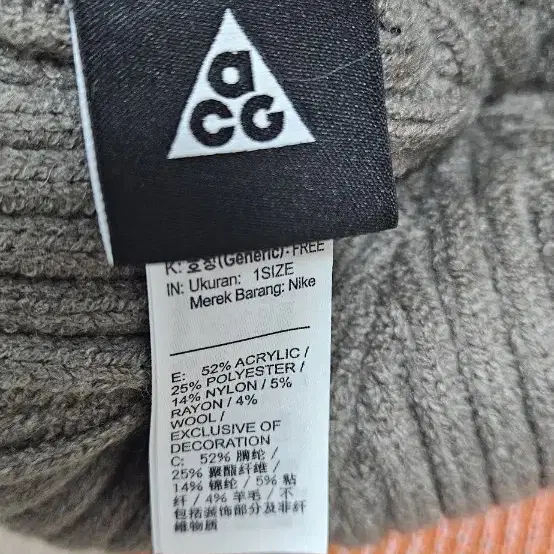 a
CG
K: 호칭(Generic): FREE
IN: Ukuran: 1SIZE
Merek Barang: Nike
E: 52% ACRYLIC /
25% POLYESTER /
14% NYLON / 5%
RAYON / 4%
WOOL /
EXCLUSIVE OF
DECORATION
C: 52% 腈纶 /
25% 聚酯纤维 /
14% 锦纶 / 5% 粘
纤 / 4% 羊毛 / 不
包括装饰部分及非纤
维物质